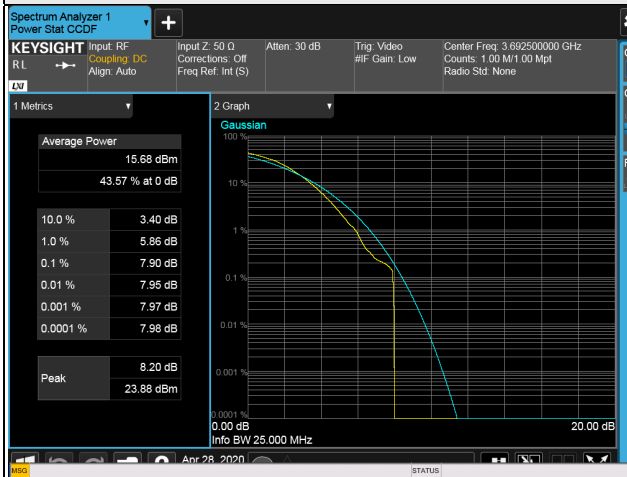 Spectrum Analyzer 1
Power Stat CCDF
+
KEYSIGHT
RL
LXI
Input: RF
Coupling: DC
Align: Auto
Input Z: 50 Ω
Corrections: Off
Freq Ref: Int (S)
Atten: 30 dB
Trig: Video
#IF Gain: Low
Center Freq: 3.692500000 GHz
Counts: 1.00 M/1.00 Mpt
Radio Std: None
1 Metrics
Average Power
15.68 dBm
43.57 % at 0 dB
10.0 % 3.40 dB
1.0 % 5.86 dB
0.1 % 7.90 dB
0.01 % 7.95 dB
0.001 % 7.97 dB
0.0001 % 7.98 dB
Peak
8.20 dB
23.88 dBm
2 Graph
Gaussian
100 %
10 %
1 %
0.1 %
0.01 %
0.001 %
0.0001 %
0.00 dB
20.00 dB
Info BW 25.000 MHz
Apr 28, 2020
MSG
STATUS